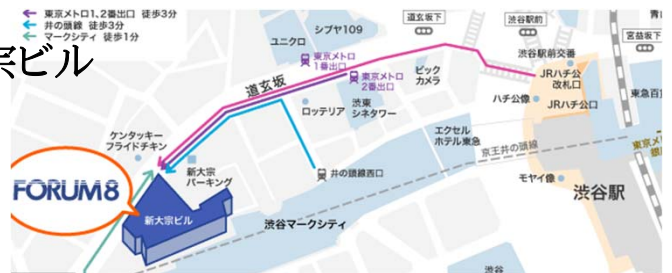 東京メトロ1、2番出口 徒歩3分
井の頭線 徒歩3分
マークシティ 徒歩1分
宗ビル
シブヤ109
ユニクロ
道玄坂下
渋谷駅前
宮益坂下
東京メトロ
1番出口
東京メトロ
2番出口
ビック
カメラ
渋谷駅前交番
JRハチ公
改札口
ハチ公像
JRハチ公口
東急百
道玄坂
ロッテリア
渋東
シネタワー
エクセル
ホテル東急
京王井の頭線
東京メ
ケンタッキー
フライドチキン
新大宗
パーキング
井の頭線西口
モヤイ像
渋谷駅
FORUM8
新大宗ビル
渋谷マークシティ
渋谷